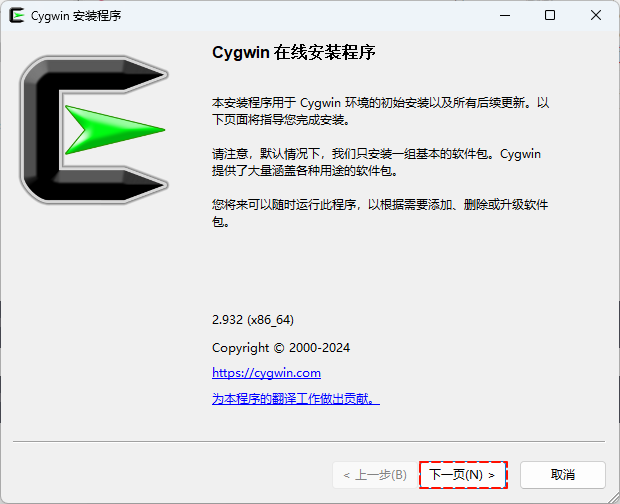 Cygwin 安装程序
Cygwin 在线安装程序
本安装程序用于 Cygwin 环境的初始安装以及所有后续更新。以
下页面将指导您完成安装。
请注意，默认情况下，我们只安装一组基本的软件包。Cygwin
提供了大量涵盖各种用途的软件包。
您将来可以随时运行此程序，以根据需要添加、删除或升级软件
包。
2.932 (x86_64)
Copyright © 2000-2024
https://cygwin.com
为本程序的翻译工作做出贡献。
< 上一步(B)
下一页(N) >
取消